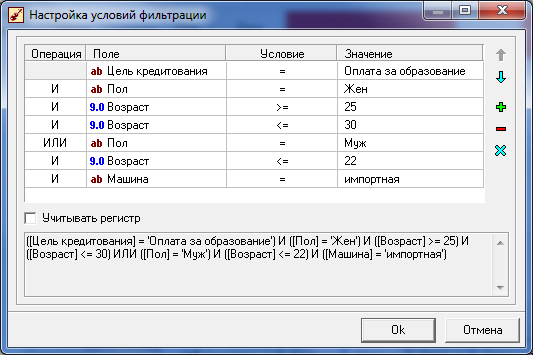 Настройка условий фильтрации
Операция Поле Условие Значение
ab Цель кредитования = Оплата за образование
И ab Пол = Жен
И 9.0 Возраст >= 25
И 9.0 Возраст <= 30
ИЛИ ab Пол = Муж
И 9.0 Возраст <= 22
И ab Машина = импортная
Учитывать регистр
([Цель кредитования] = 'Оплата за образование') И ([Пол] = 'Жен') И ([Возраст] >= 25) И
([Возраст] <= 30) ИЛИ ([Пол] = 'Муж') И ([Возраст] <= 22) И ([Машина] = 'импортная')
Ok Отмена